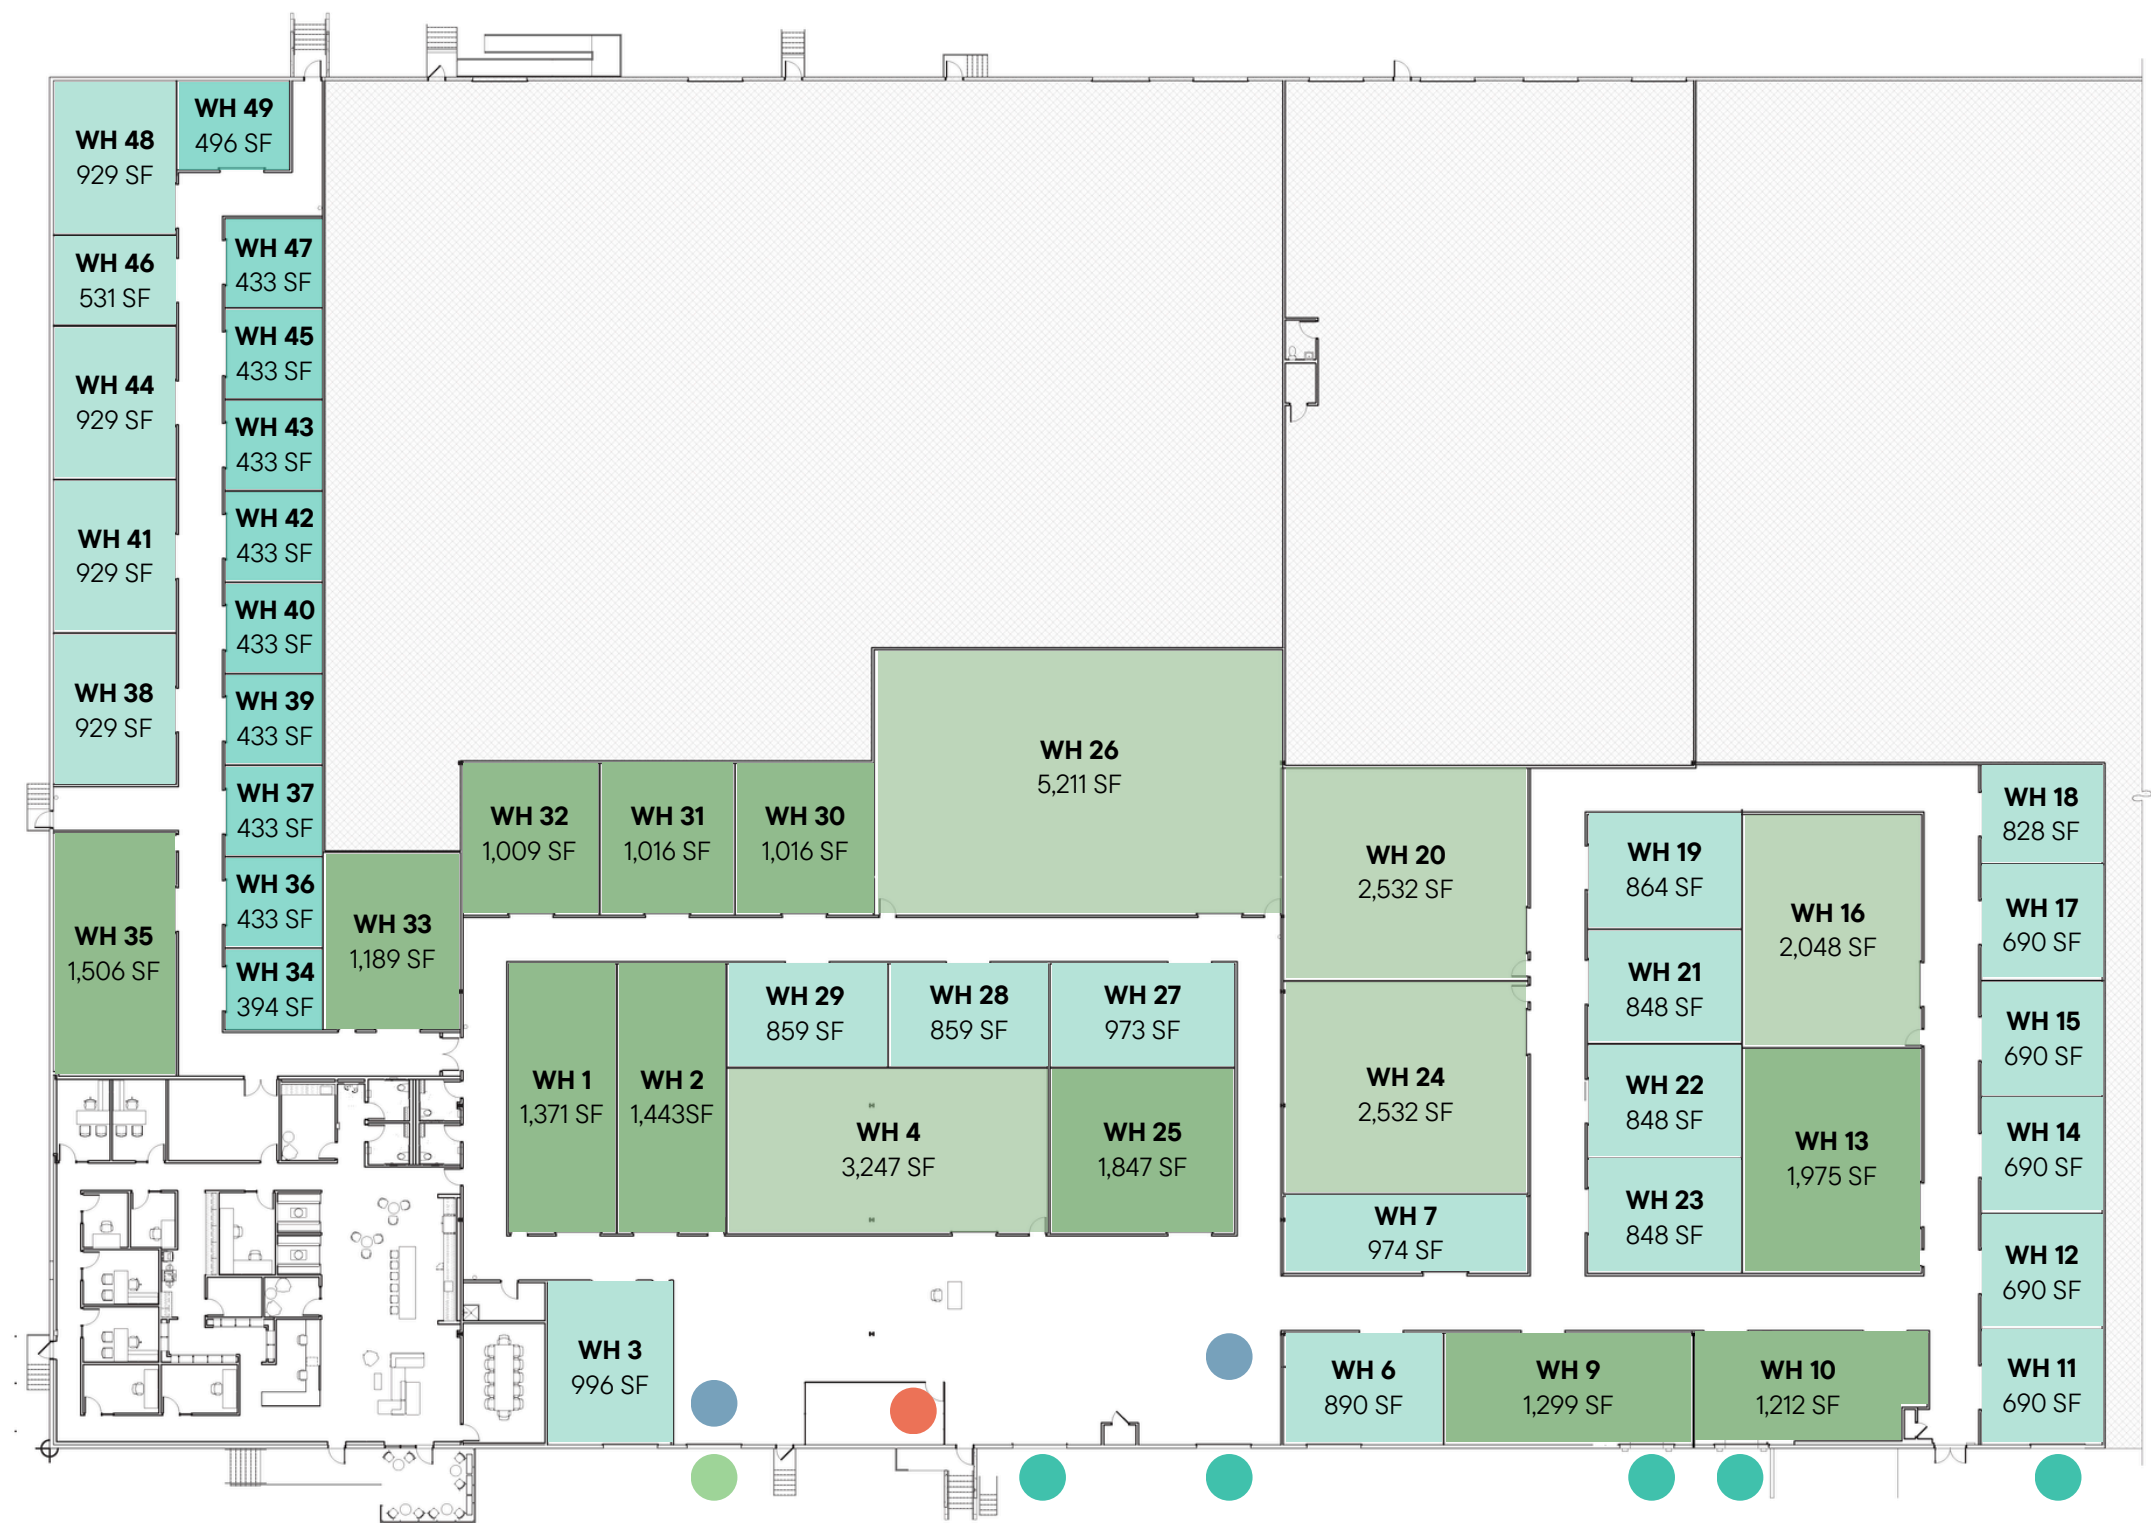 WH 49
496 SF
WH 48
929 SF
WH 47
433 SF
WH 46
531 SF
WH 45
433 SF
WH 44
929 SF
WH 43
433 SF
WH 42
433 SF
WH 41
929 SF
WH 40
433 SF
WH 39
433 SF
WH 38
929 SF
WH 37
433 SF
WH 36
433 SF
WH 35
1,506 SF
WH 34
394 SF
WH 33
1,189 SF
WH 32
1,009 SF
WH 31
1,016 SF
WH 30
1,016 SF
WH 26
5,211 SF
WH 20
2,532 SF
WH 19
864 SF
WH 16
2,048 SF
WH 18
828 SF
WH 17
690 SF
WH 21
848 SF
WH 15
690 SF
WH 29
859 SF
WH 28
859 SF
WH 27
973 SF
WH 1
1,371 SF
WH 2
1,443SF
WH 4
3,247 SF
WH 25
1,847 SF
WH 24
2,532 SF
WH 22
848 SF
WH 13
1,975 SF
WH 14
690 SF
WH 23
848 SF
WH 7
974 SF
WH 12
690 SF
WH 3
996 SF
WH 6
890 SF
WH 9
1,299 SF
WH 10
1,212 SF
WH 11
690 SF